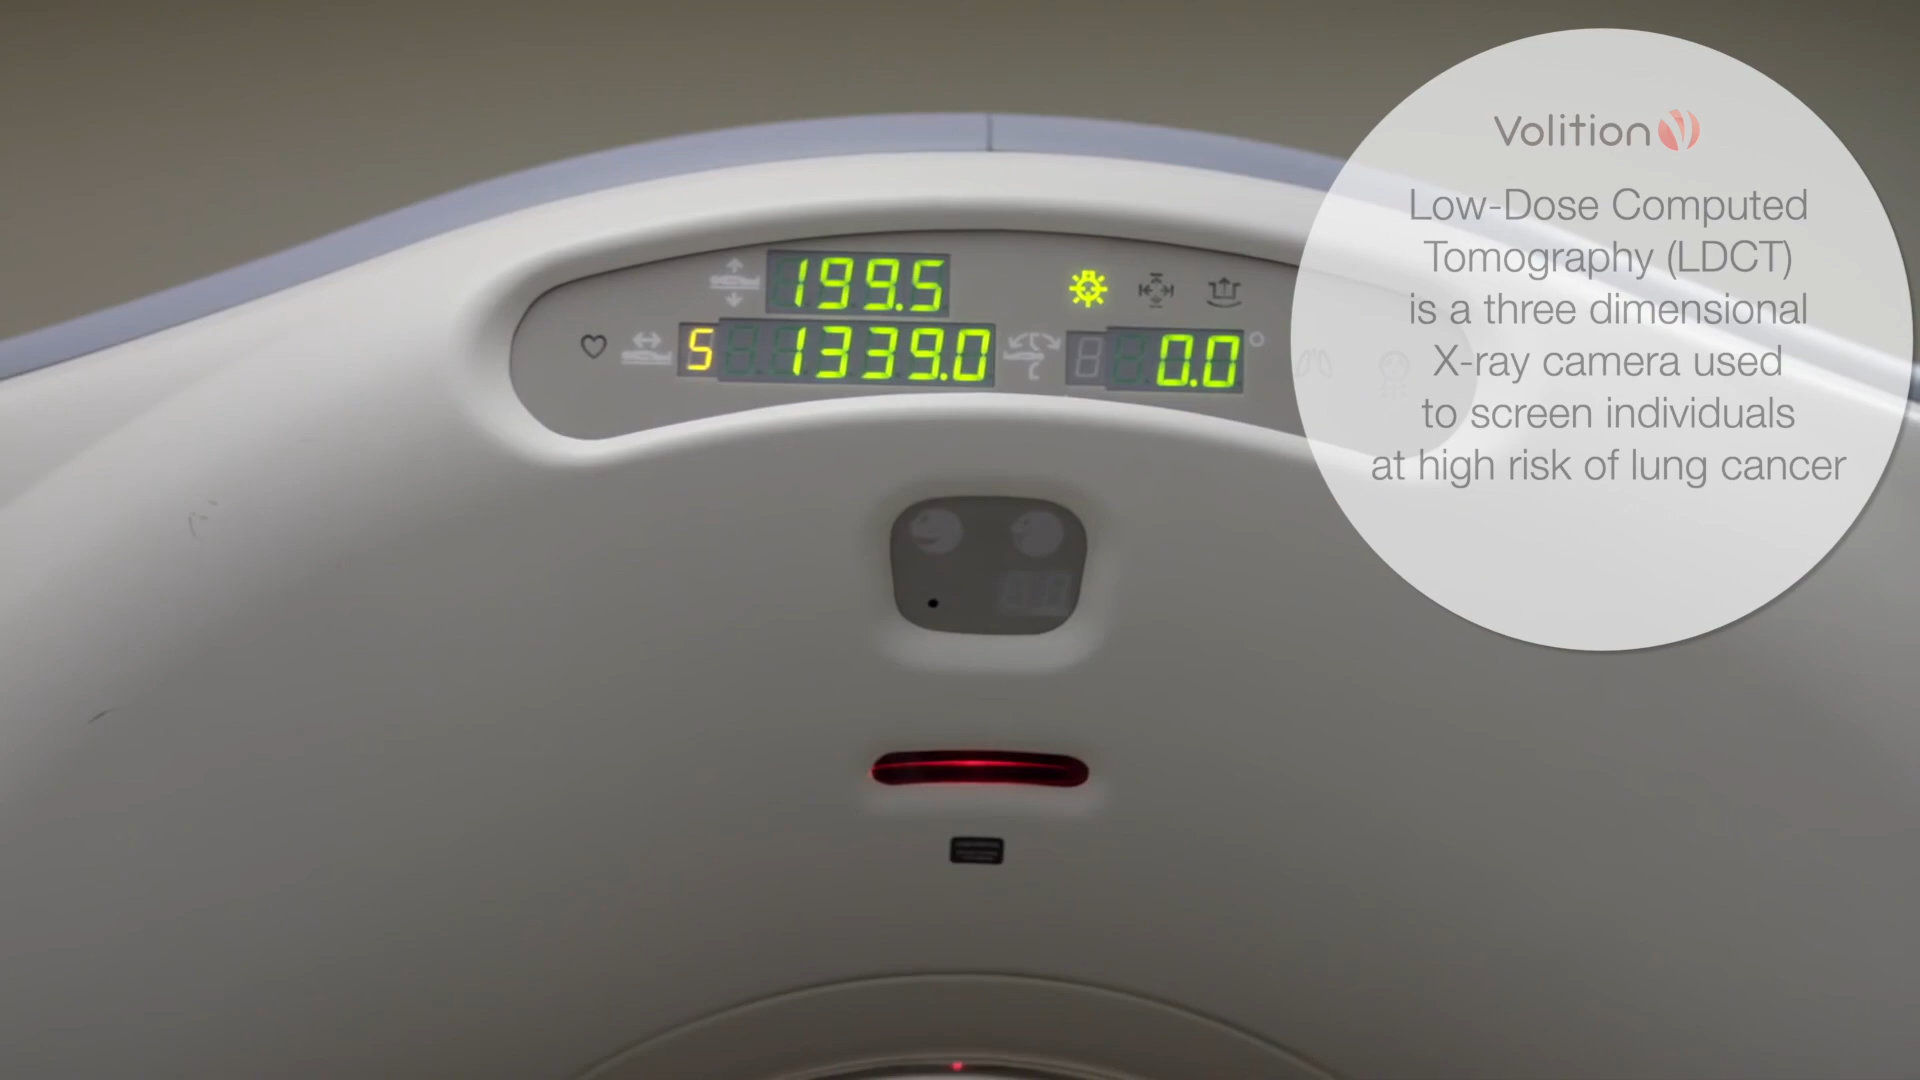 199.5
S 1339.0 0.0°
Volition
Low-Dose Computed
Tomography (LDCT)
is a three dimensional
X-ray camera used
to screen individuals
at high risk of lung cancer